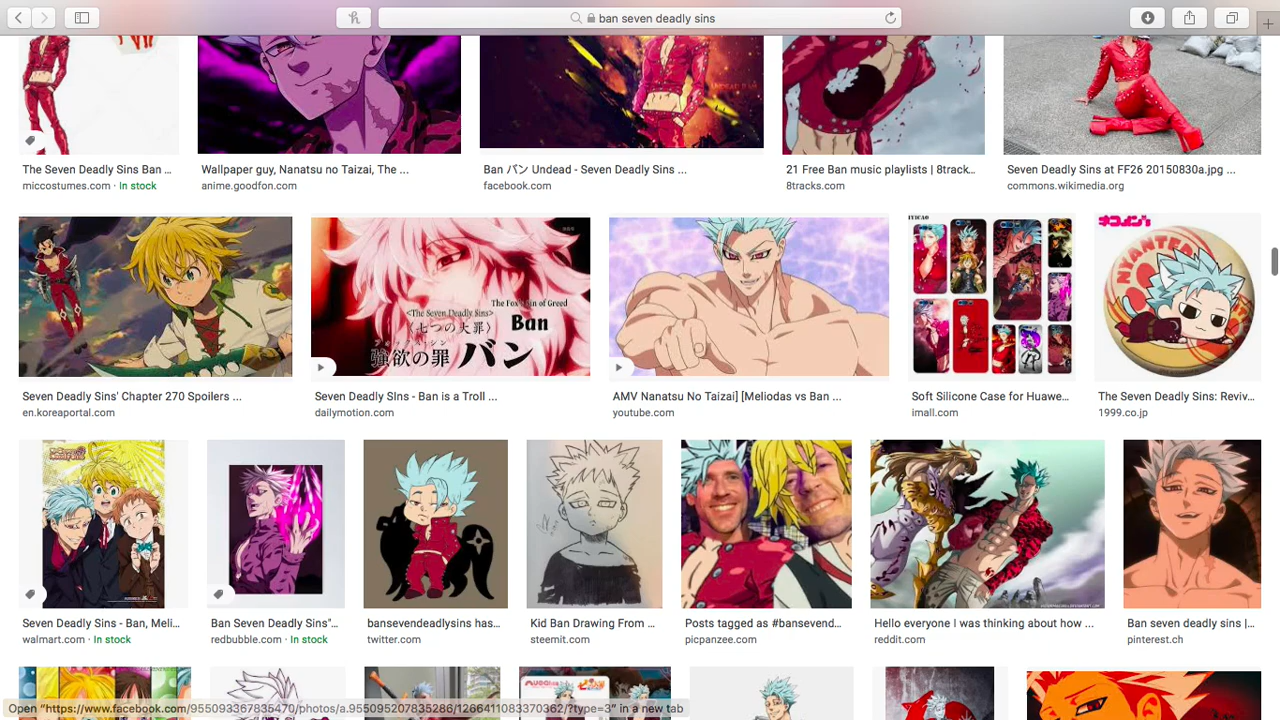 ban seven deadly sins
The Seven Deadly Sins Ban ...
miccostumes.com · In stock
Wallpaper guy, Nanatsu no Taizai, The ...
anime.goodfon.com
Ban バン Undead - Seven Deadly Sins ...
facebook.com
21 Free Ban music playlists | 8track...
8tracks.com
Seven Deadly Sins at FF26 20150830a.jpg ...
commons.wikimedia.org
The Fox's Sin of Greed
<The Seven Deadly Sins>
Ban
〈七つの大罪〉
強欲の罪 バン
IYICAO
ネコメン
WANTED
Seven Deadly Sins' Chapter 270 Spoilers ...
en.koreaportal.com
Seven Deadly SIns - Ban is a Troll ...
dailymotion.com
AMV Nanatsu No Taizai] [Meliodas vs Ban ...
youtube.com
Soft Silicone Case for Huawe...
imall.com
The Seven Deadly Sins: Reviv...
1999.co.jp
Seven Deadly Sins - Ban, Meli...
walmart.com · In stock
Ban Seven Deadly Sins"...
redbubble.com · In stock
bansevendeadlysins has...
twitter.com
Kid Ban Drawing From ...
steemit.com
Posts tagged as #bansevend...
picpanzee.com
Hello everyone I was thinking about how ...
reddit.com
Ban seven deadly sins |...
pinterest.ch
Open "https://www.facebook.com/955093367835470/photos/a.955095207835286/1266411083370362/?type=3" in a new tab